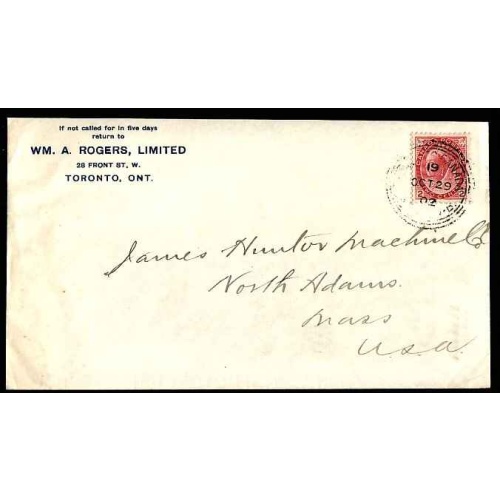 If not called for in five days
return to
WM. A. ROGERS, LIMITED
28 FRONT ST. W.
TORONTO, ONT.
19
OCT 29
02
James Hunter Machine Co
North Adams.
Mass
U.S.A.